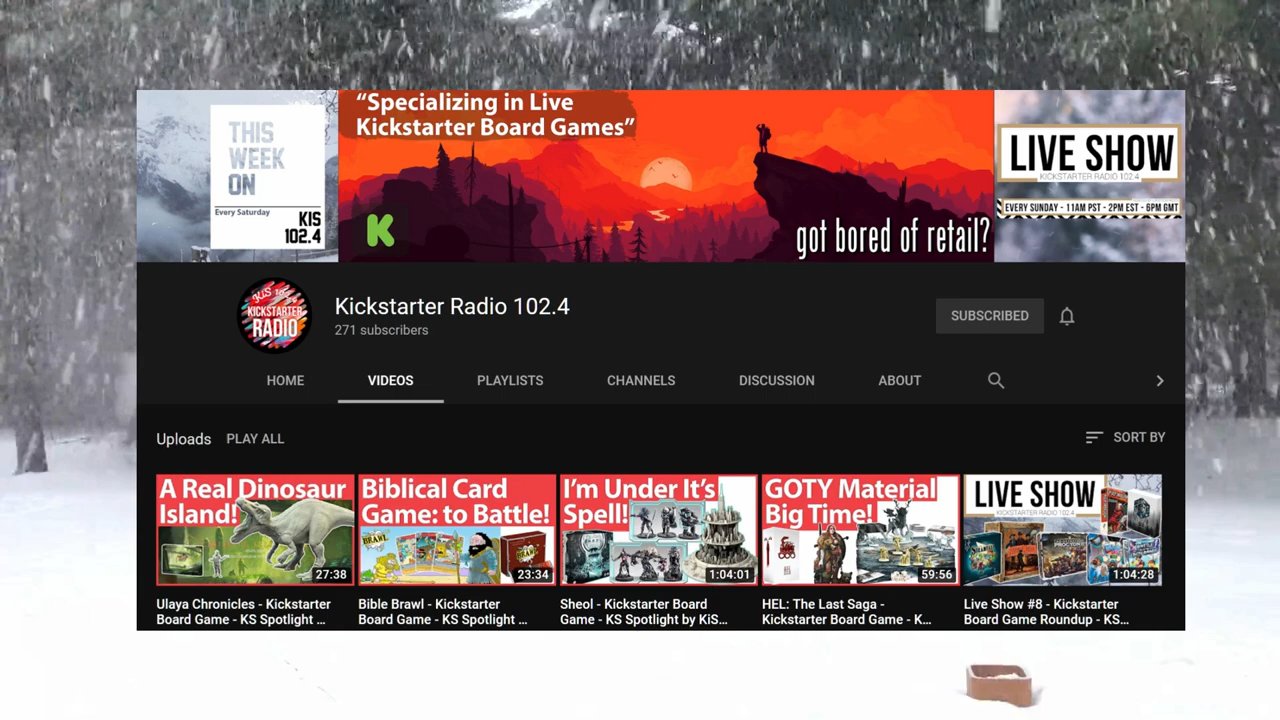 THIS
WEEK
ON
Every Saturday
KIS
102.4
“Specializing in Live
Kickstarter Board Games”
K
got bored of retail?
LIVE SHOW
KICKSTARTER RADIO 102.4
EVERY SUNDAY - 11AM PST - 2PM EST - 6PM GMT
KICKSTARTER
RADIO
Kickstarter Radio 102.4
271 subscribers
SUBSCRIBED
HOME
VIDEOS
PLAYLISTS
CHANNELS
DISCUSSION
ABOUT
Uploads PLAY ALL
SORT BY
A Real Dinosaur
Island!
27:38
Biblical Card
Game: to Battle!
BRAWL
23:34
I’m Under It’s
Spell!
1:04:01
GOTY Material
Big Time!
59:56
LIVE SHOW
KICKSTARTER RADIO 102.4
1:04:28
Ulaya Chronicles - Kickstarter
Board Game - KS Spotlight ...
Bible Brawl - Kickstarter
Board Game - KS Spotlight ...
Sheol - Kickstarter Board
Game - KS Spotlight by KiS...
HEL: The Last Saga -
Kickstarter Board Game - K...
Live Show #8 - Kickstarter
Board Game Roundup - KS...